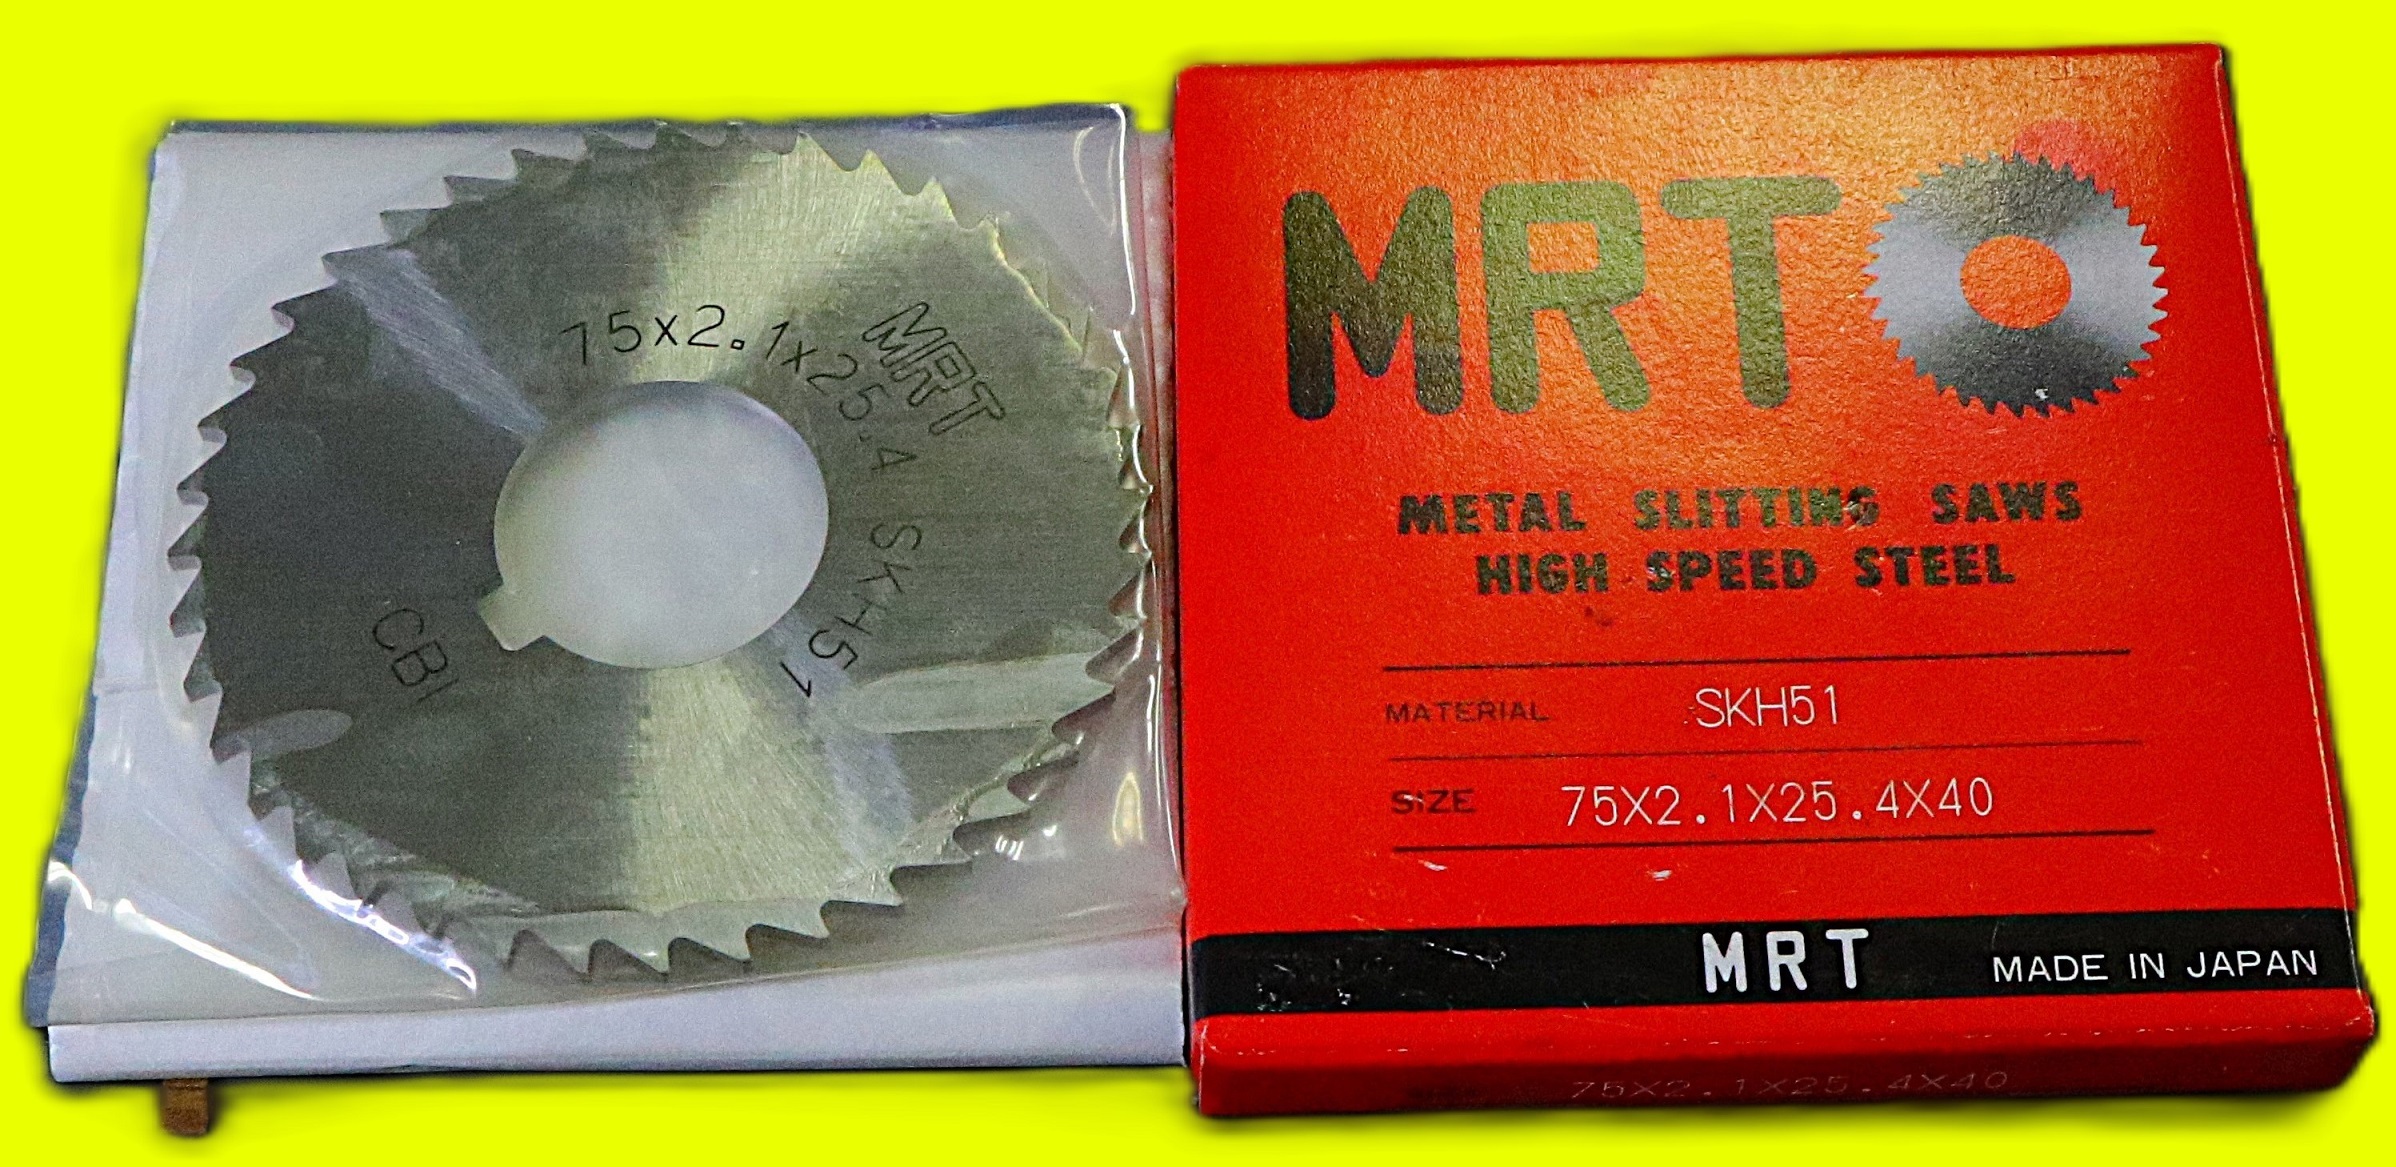 75x2.1x25.4 SKH51
MRT
CBI
MRT
METAL SLITTING SAWS
HIGH SPEED STEEL
MATERIAL SKH51
SIZE 75X2.1X25.4X40
MRT MADE IN JAPAN
75X2.1X25.4X40